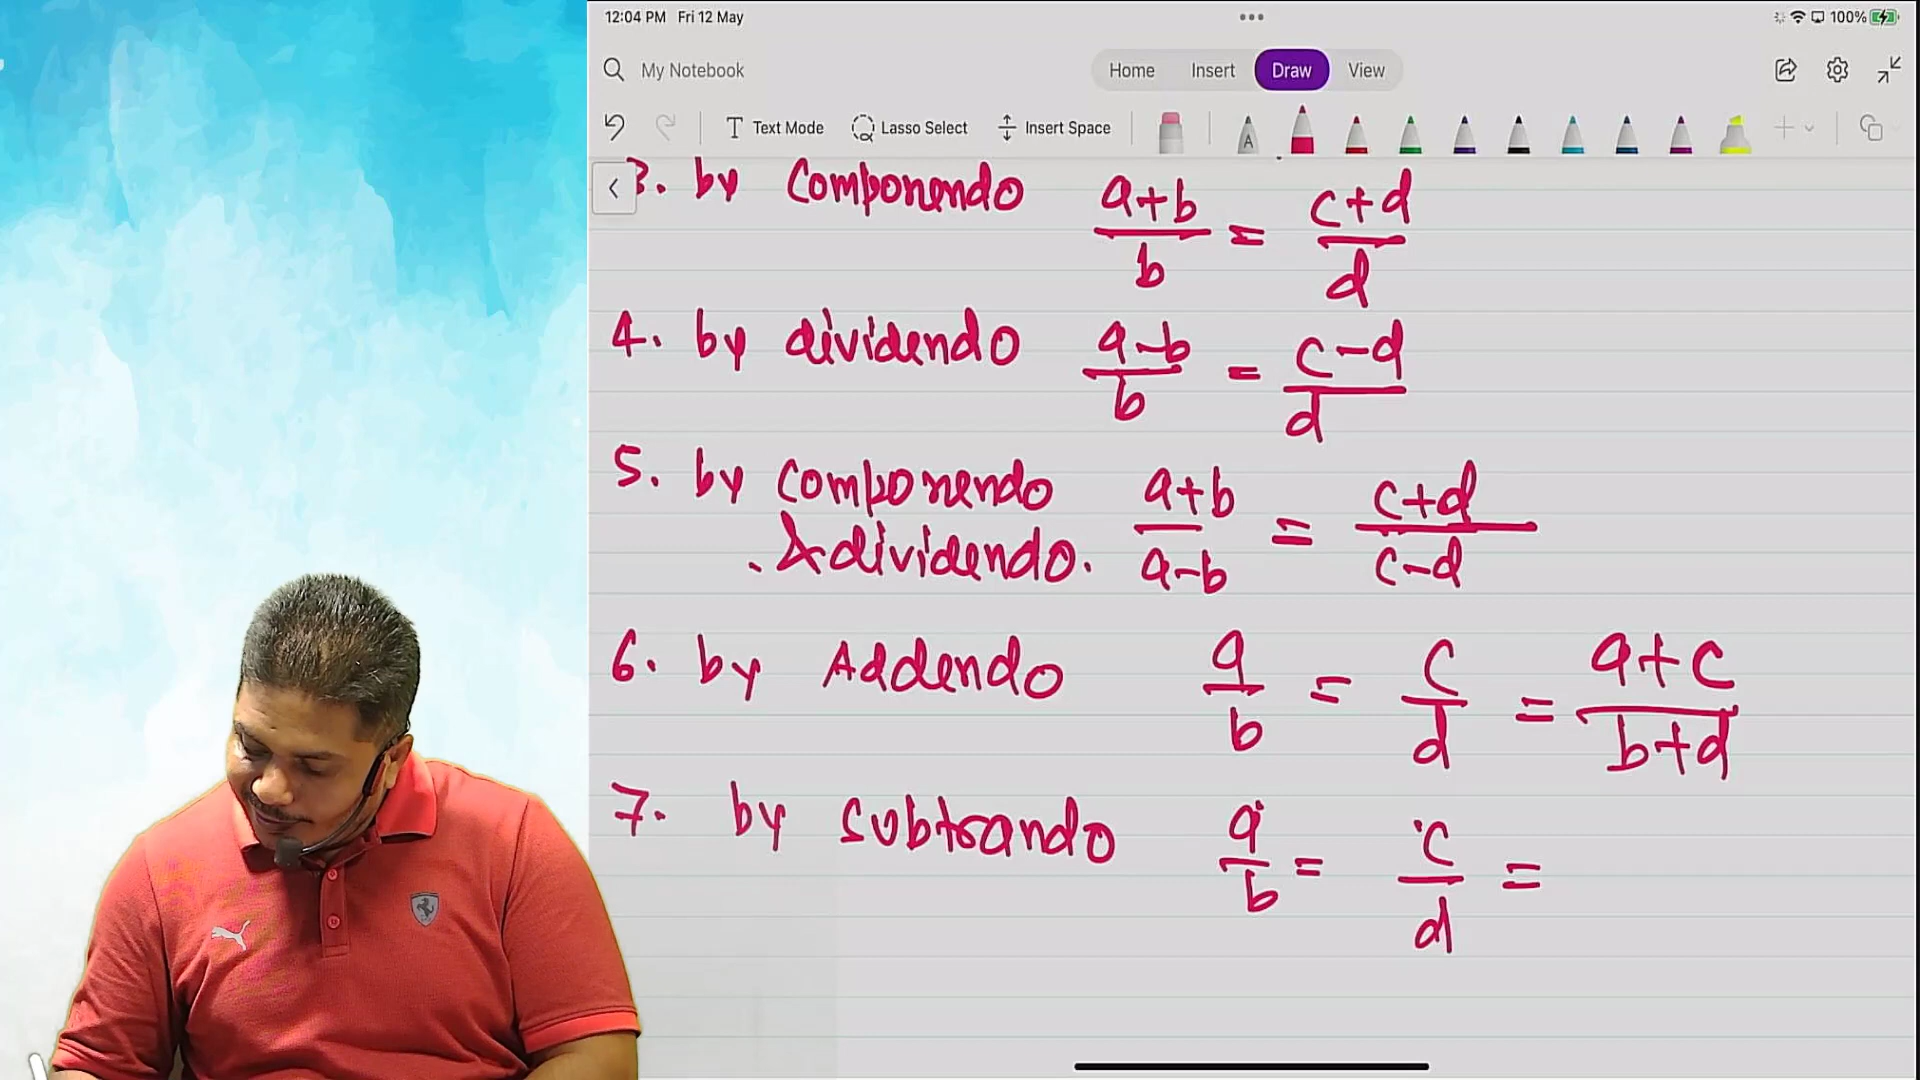 12:04 PM Fri 12 May
100%
My Notebook
Home Insert Draw View
Text Mode Lasso Select Insert Space
A
3. by Componendo a+b/b = c+d/d
4. by dividendo a-b/b = c-d/d
5. by Componendo
& dividendo. a+b/a-b = c+d/c-d
6. by Addendo a/b = c/d = a+c/b+d
7. by Subtrando a/b = c/d =